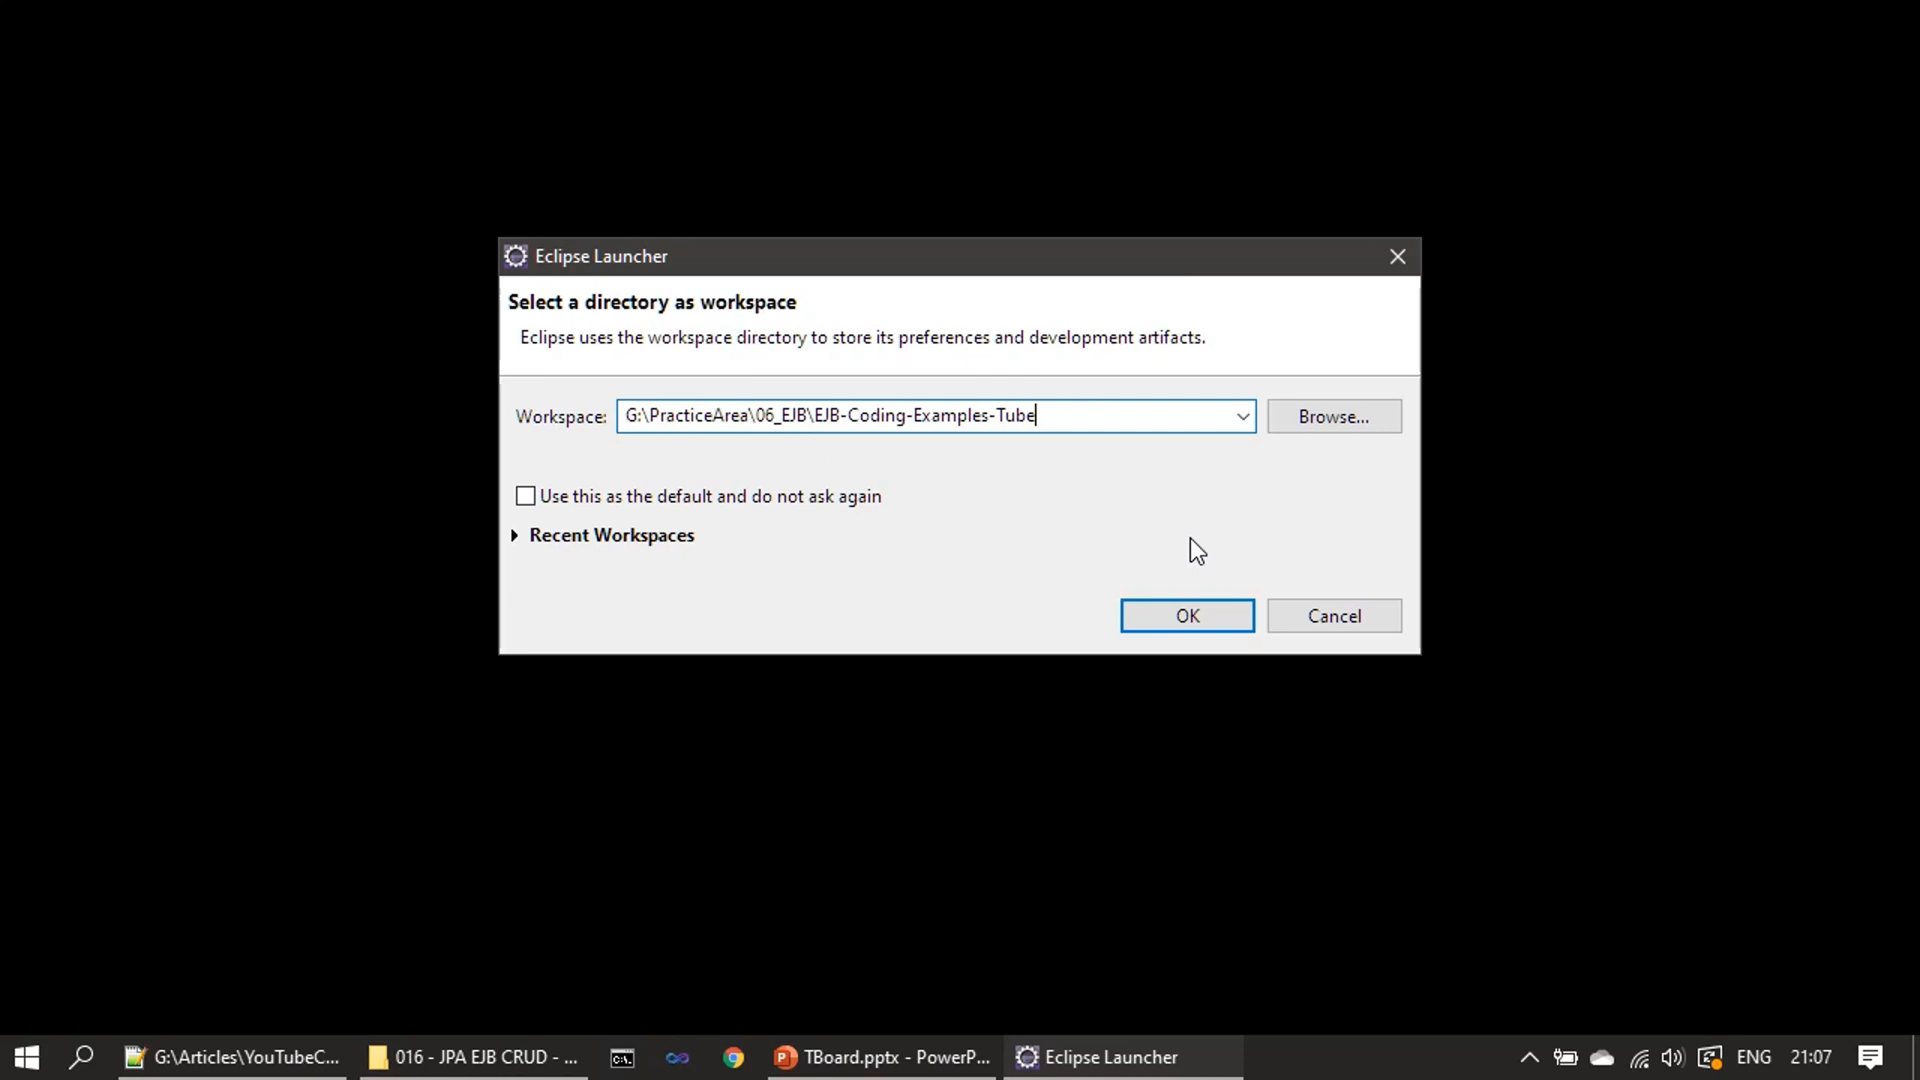 Eclipse Launcher
Select a directory as workspace
Eclipse uses the workspace directory to store its preferences and development artifacts.
Workspace: G:\PracticeArea\06_EJB\EJB-Coding-Examples-Tube Browse...
Use this as the default and do not ask again
Recent Workspaces
OK Cancel
G:\Articles\YouTubeC... 016 - JPA EJB CRUD - ... TBoard.pptx - PowerP... Eclipse Launcher ENG 21:07